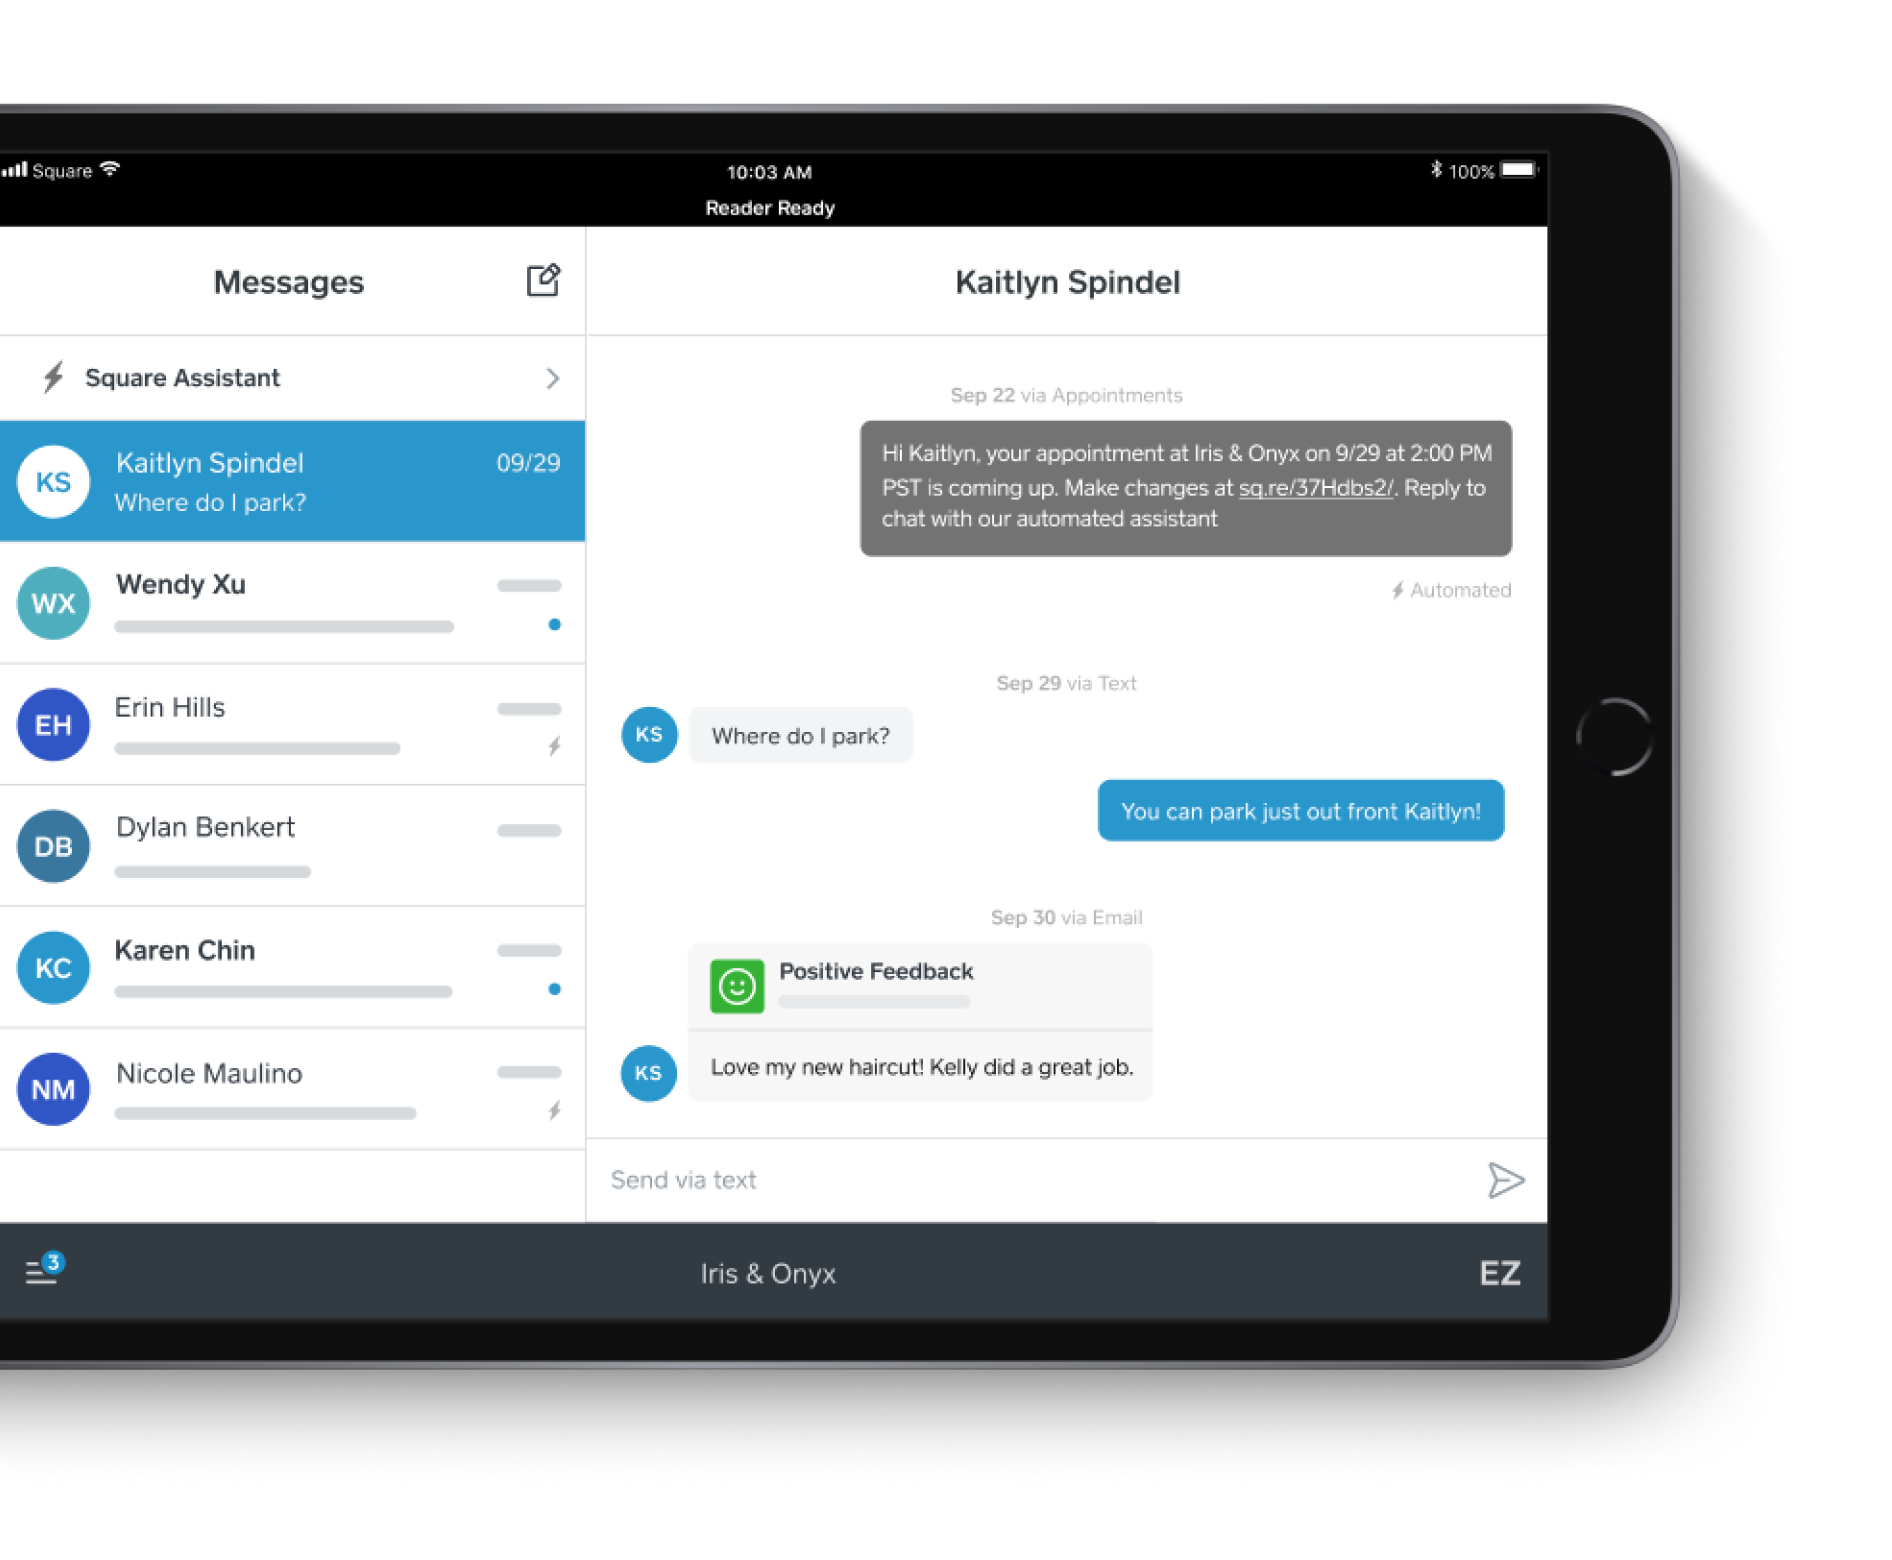 Square
10:03 AM
100%
Reader Ready
Messages
Square Assistant
KS
Kaitlyn Spindel
09/29
Where do I park?
WX
Wendy Xu
EH
Erin Hills
DB
Dylan Benkert
KC
Karen Chin
NM
Nicole Maulino
Kaitlyn Spindel
Sep 22 via Appointments
Hi Kaitlyn, your appointment at Iris & Onyx on 9/29 at 2:00 PM
PST is coming up. Make changes at sq.re/37Hdbs2/. Reply to
chat with our automated assistant
Automated
Sep 29 via Text
KS
Where do I park?
You can park just out front Kaitlyn!
Sep 30 via Email
Positive Feedback
KS
Love my new haircut! Kelly did a great job.
Send via text
3
Iris & Onyx
EZ